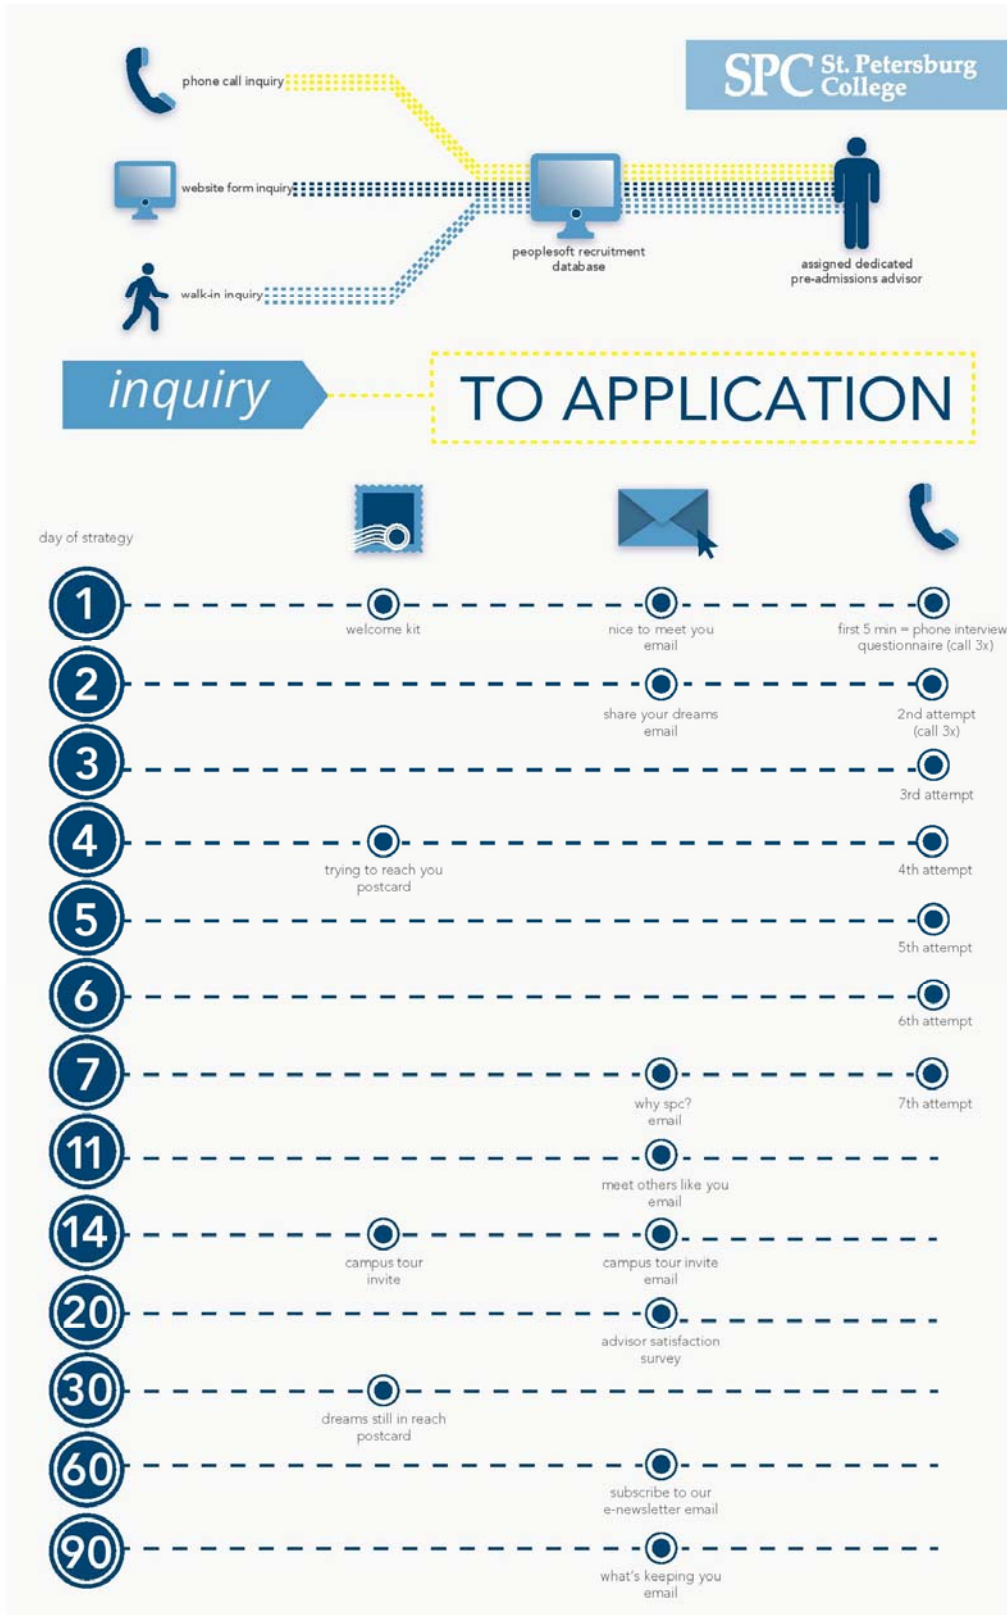 SPC St. Petersburg
College
phone call inquiry
website form inquiry
walk-in inquiry
peoplesoft recruitment
database
assigned dedicated
pre-admissions advisor
inquiry
TO APPLICATION
day of strategy
1
welcome kit
nice to meet you
email
first 5 min = phone interview
questionnaire (call 3x)
2
share your dreams
email
2nd attempt
(call 3x)
3
3rd attempt
4
trying to reach you
postcard
4th attempt
5
5th attempt
6
6th attempt
7
why spc?
email
7th attempt
11
meet others like you
email
14
campus tour
invite
campus tour invite
email
20
advisor satisfaction
survey
30
dreams still in reach
postcard
60
subscribe to our
e-newsletter email
90
what's keeping you
email